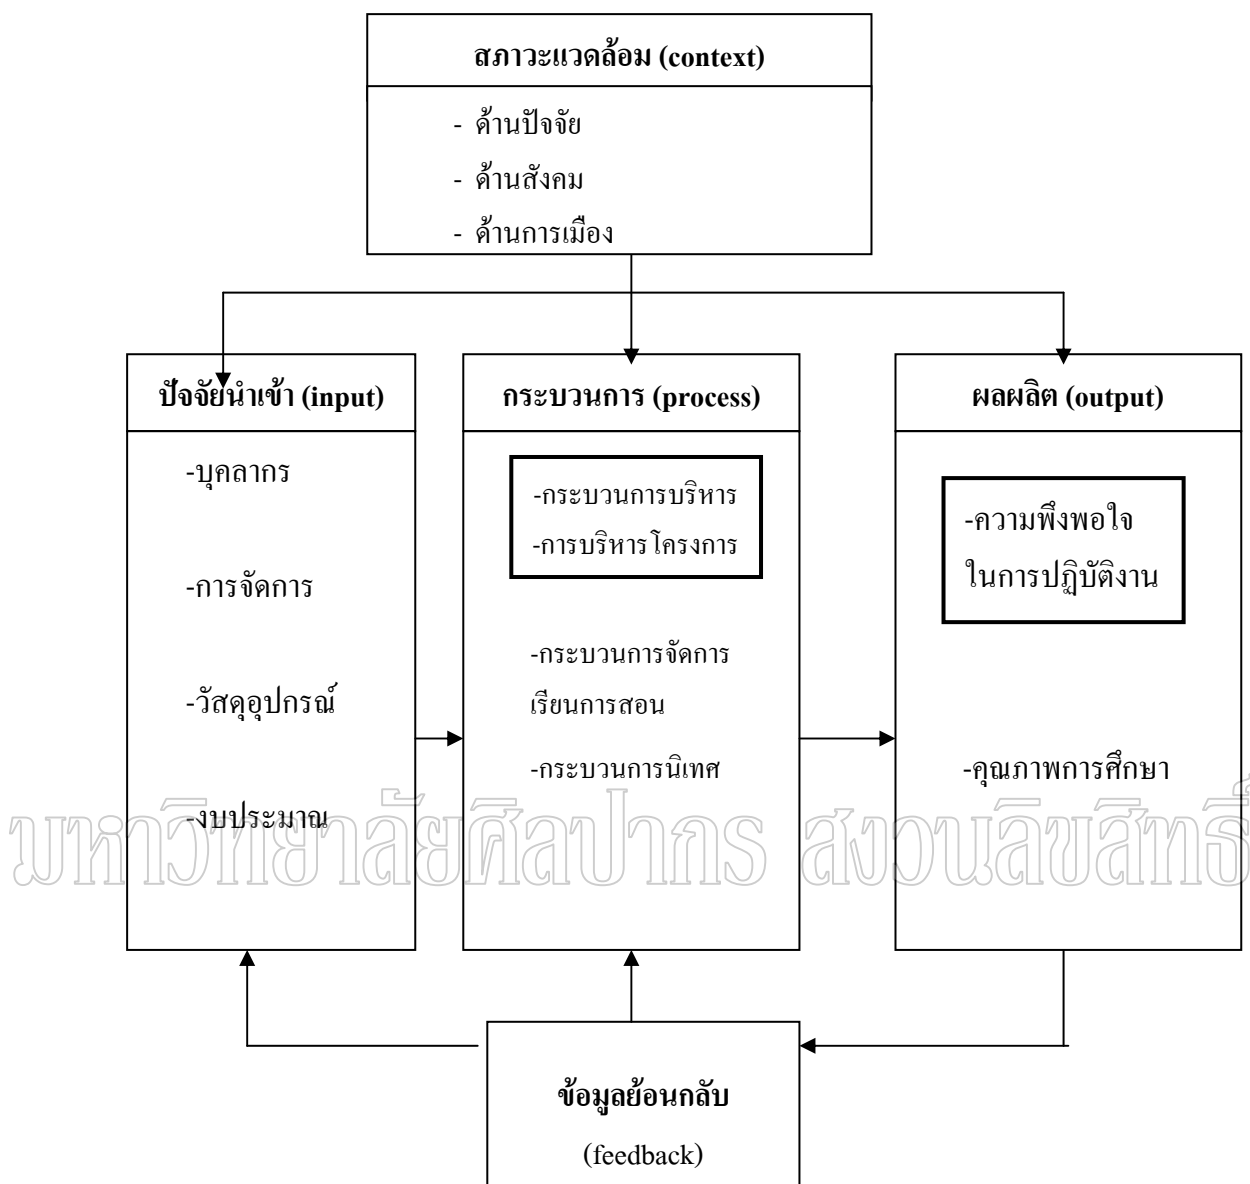 สภาวะแวดล้อม (context)
- ด้านปัจจัย
- ด้านสังคม
- ด้านการเมือง
ปัจจัยนำเข้า (input)
-บุคลากร
-การจัดการ
-วัสดุอุปกรณ์
-งบประมาณ
กระบวนการ (process)
-กระบวนการบริหาร
-การบริหารโครงการ
-กระบวนการจัดการ
เรียนการสอน
-กระบวนการนิเทศ
ผลผลิต (output)
-ความพึงพอใจ
ในการปฏิบัติงาน
-คุณภาพการศึกษา
มหาวิทยาลัยศิลปากร สงวนลิขสิทธิ์
ข้อมูลย้อนกลับ
(feedback)